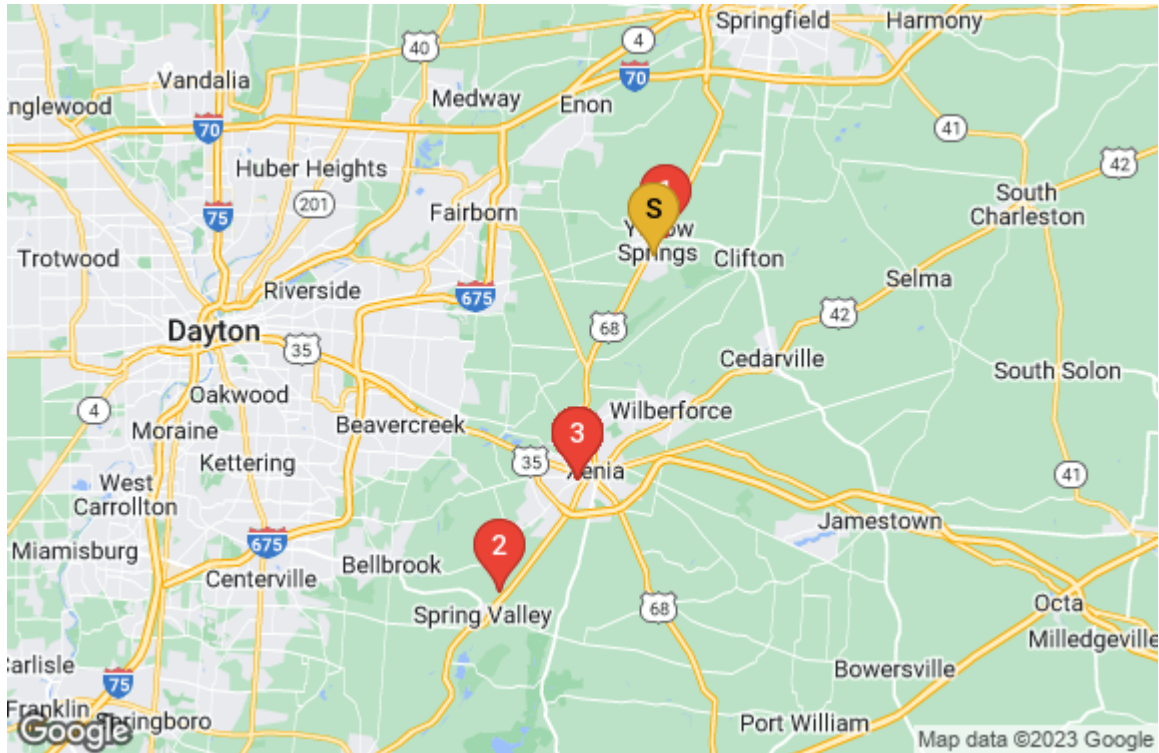 Springfield
Harmony
40
4
Vandalia
70
Medway
Enon
nglewood
70
41
Huber Heights
42
201
1
South
Charleston
75
Fairborn
S
Yellow
Springs
Clifton
Trotwood
Selma
Riverside
675
42
68
Dayton
35
Cedarville
South Solon
Oakwood
4
Wilberforce
Moraine
Beavercreek
3
Kettering
35
Xenia
41
West
Carrollton
Jamestown
Miamisburg
675
2
Bellbrook
Centerville
Spring Valley
68
Octa
Milledgeville
Carlisle
75
Bowersville
Franklin
Springboro
Port William
Google
Map data ©2023 Google